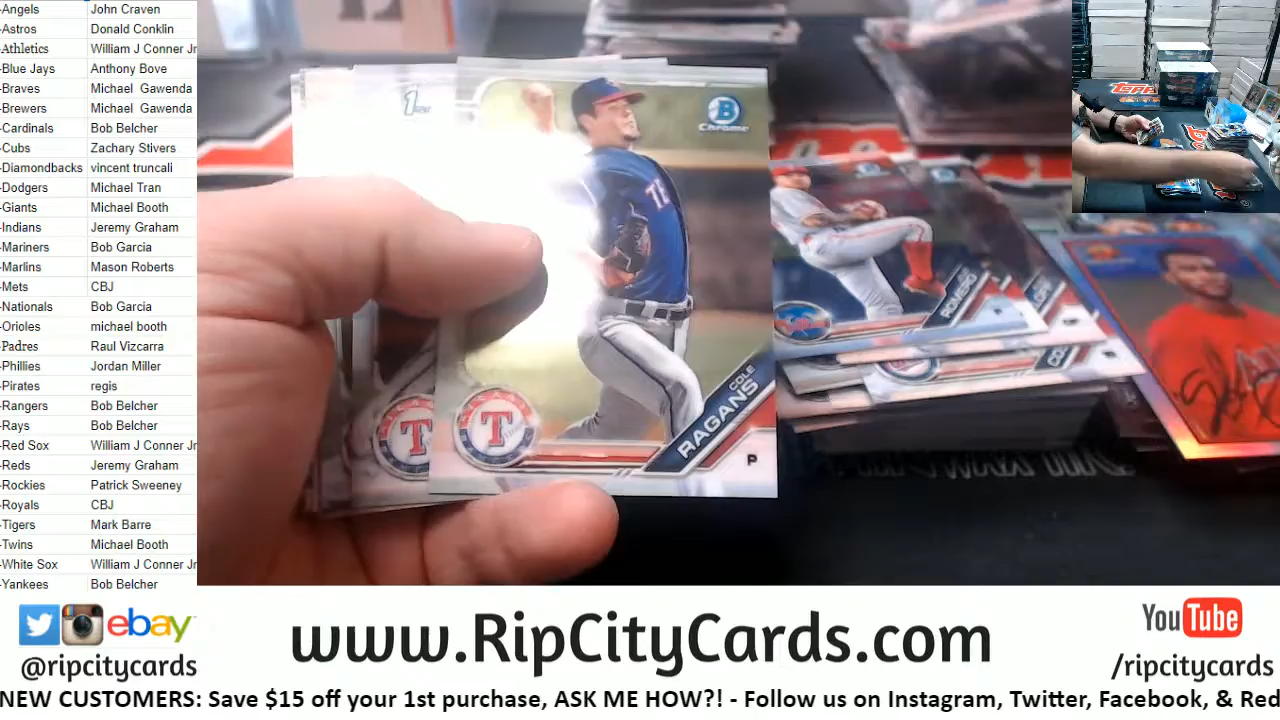 -Angels John Craven
-Astros Donald Conklin
-Athletics William J Conner Jr
-Blue Jays Anthony Bove
-Braves Michael Gawenda
-Brewers Michael Gawenda
-Cardinals Bob Belcher
-Cubs Zachary Stivers
-Diamondbacks vincent truncali
-Dodgers Michael Tran
-Giants Michael Booth
-Indians Jeremy Graham
-Mariners Bob Garcia
-Marlins Mason Roberts
-Mets CBJ
-Nationals Bob Garcia
-Orioles michael booth
-Padres Raul Vizcarra
-Phillies Jordan Miller
-Pirates regis
-Rangers Bob Belcher
-Rays Bob Belcher
-Red Sox William J Conner Jr
-Reds Jeremy Graham
-Rockies Patrick Sweeney
-Royals CBJ
-Tigers Mark Barre
-Twins Michael Booth
-White Sox William J Conner Jr
-Yankees Bob Belcher
1st
B
Chrome
TE
T
T
COLE
RAGANS
P
ROMERO
TOPPS
ebay
@ripcitycards
www.RipCityCards.com
YouTube
/ripcitycards
NEW CUSTOMERS: Save $15 off your 1st purchase, ASK ME HOW?! - Follow us on Instagram, Twitter, Facebook, & Red